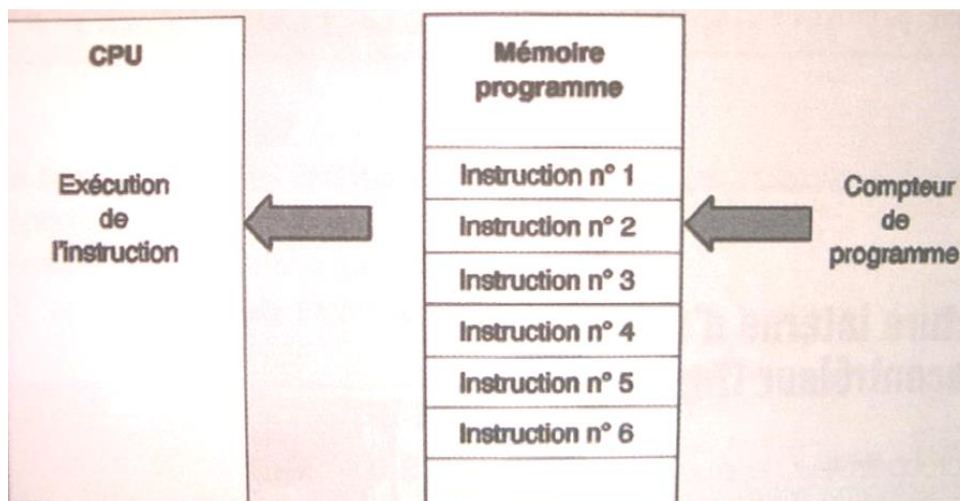 CPU
Exécution
de
l'instruction
Mémoire
programme
Instruction n° 1
Instruction n° 2
Instruction n° 3
Instruction n° 4
Instruction n° 5
Instruction n° 6
Compteur
de
programme